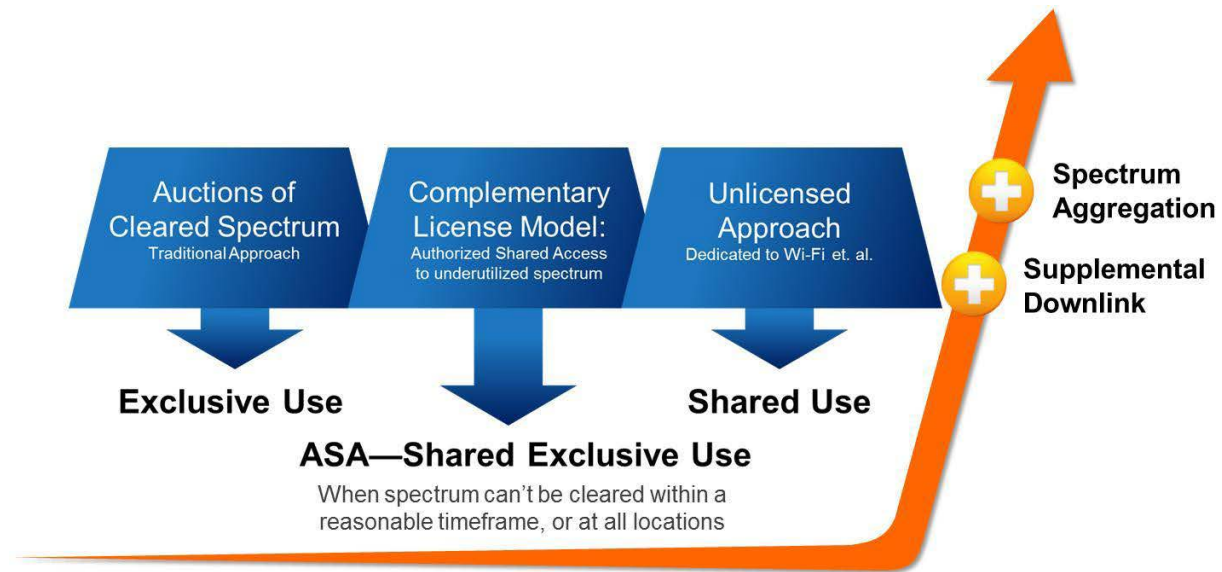 Auctions of
Cleared Spectrum
Traditional Approach
Complementary
License Model:
Authorized Shared Access
to underutilized spectrum
Unlicensed
Approach
Dedicated to Wi-Fi et. al.
Spectrum
Aggregation
Supplemental
Downlink
Exclusive Use
Shared Use
ASA—Shared Exclusive Use
When spectrum can't be cleared within a
reasonable timeframe, or at all locations